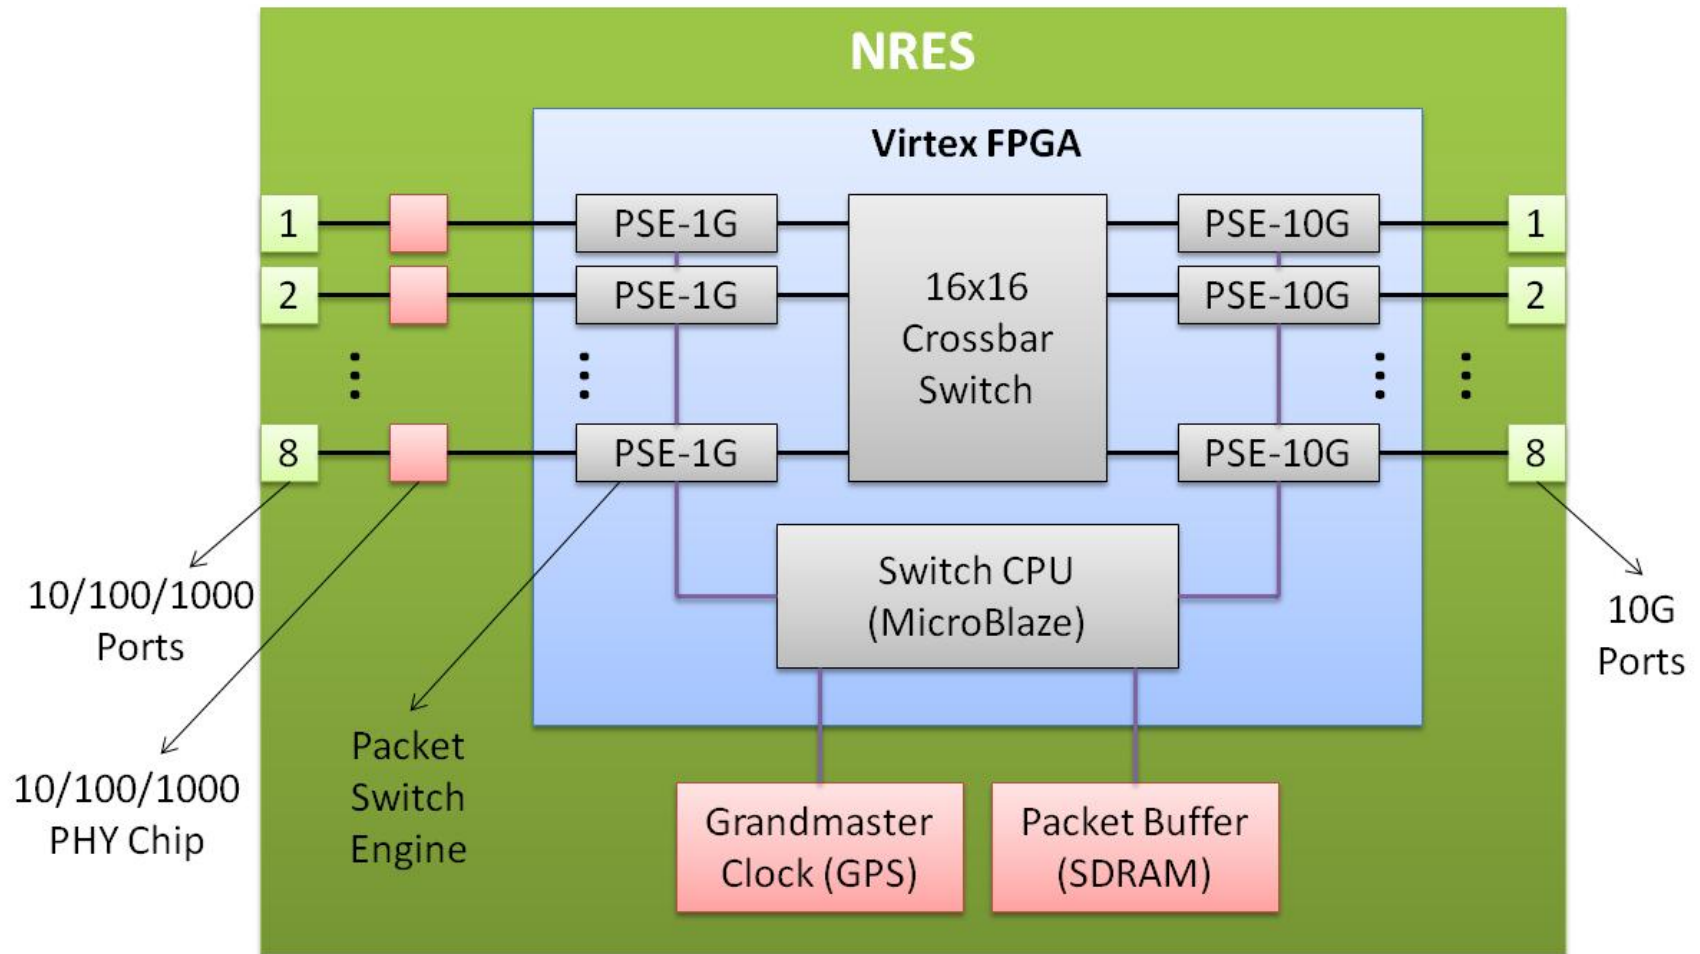 NRES
Virtex FPGA
1
PSE-1G
PSE-10G
1
2
PSE-1G
16x16
Crossbar
Switch
PSE-10G
2
8
PSE-1G
PSE-10G
8
Switch CPU
(MicroBlaze)
10/100/1000
Ports
10G
Ports
10/100/1000
PHY Chip
Packet
Switch
Engine
Grandmaster
Clock (GPS)
Packet Buffer
(SDRAM)